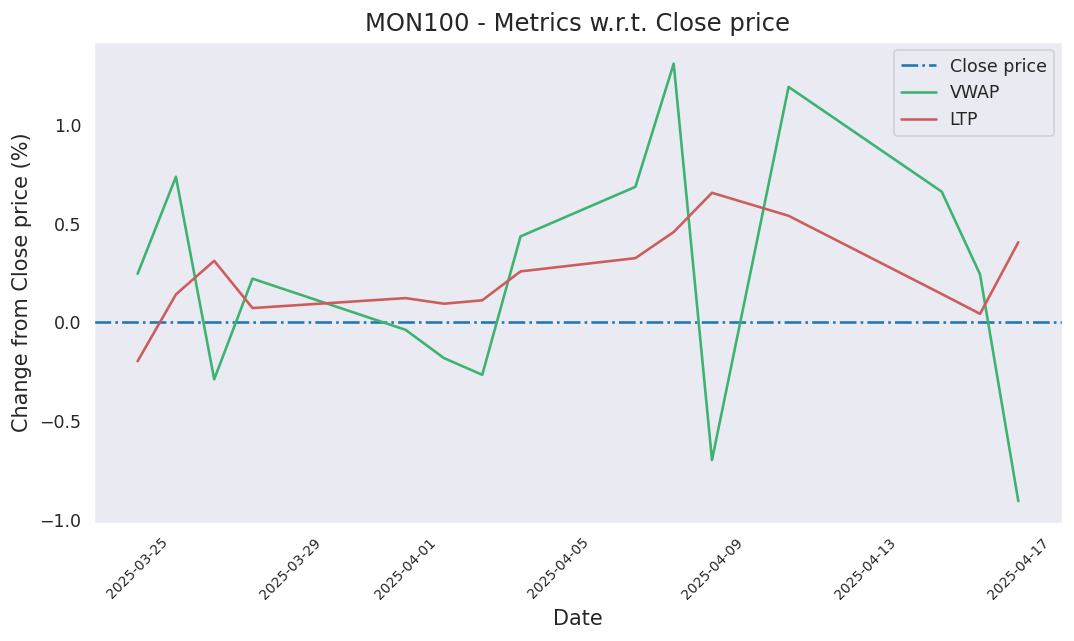 MON100 - Metrics w.r.t. Close price
Close price
VWAP
LTP
Change from Close price (%)
1.0
0.5
0.0
−0.5
−1.0
2025-03-25
2025-03-29
2025-04-01
2025-04-05
2025-04-09
2025-04-13
2025-04-17
Date